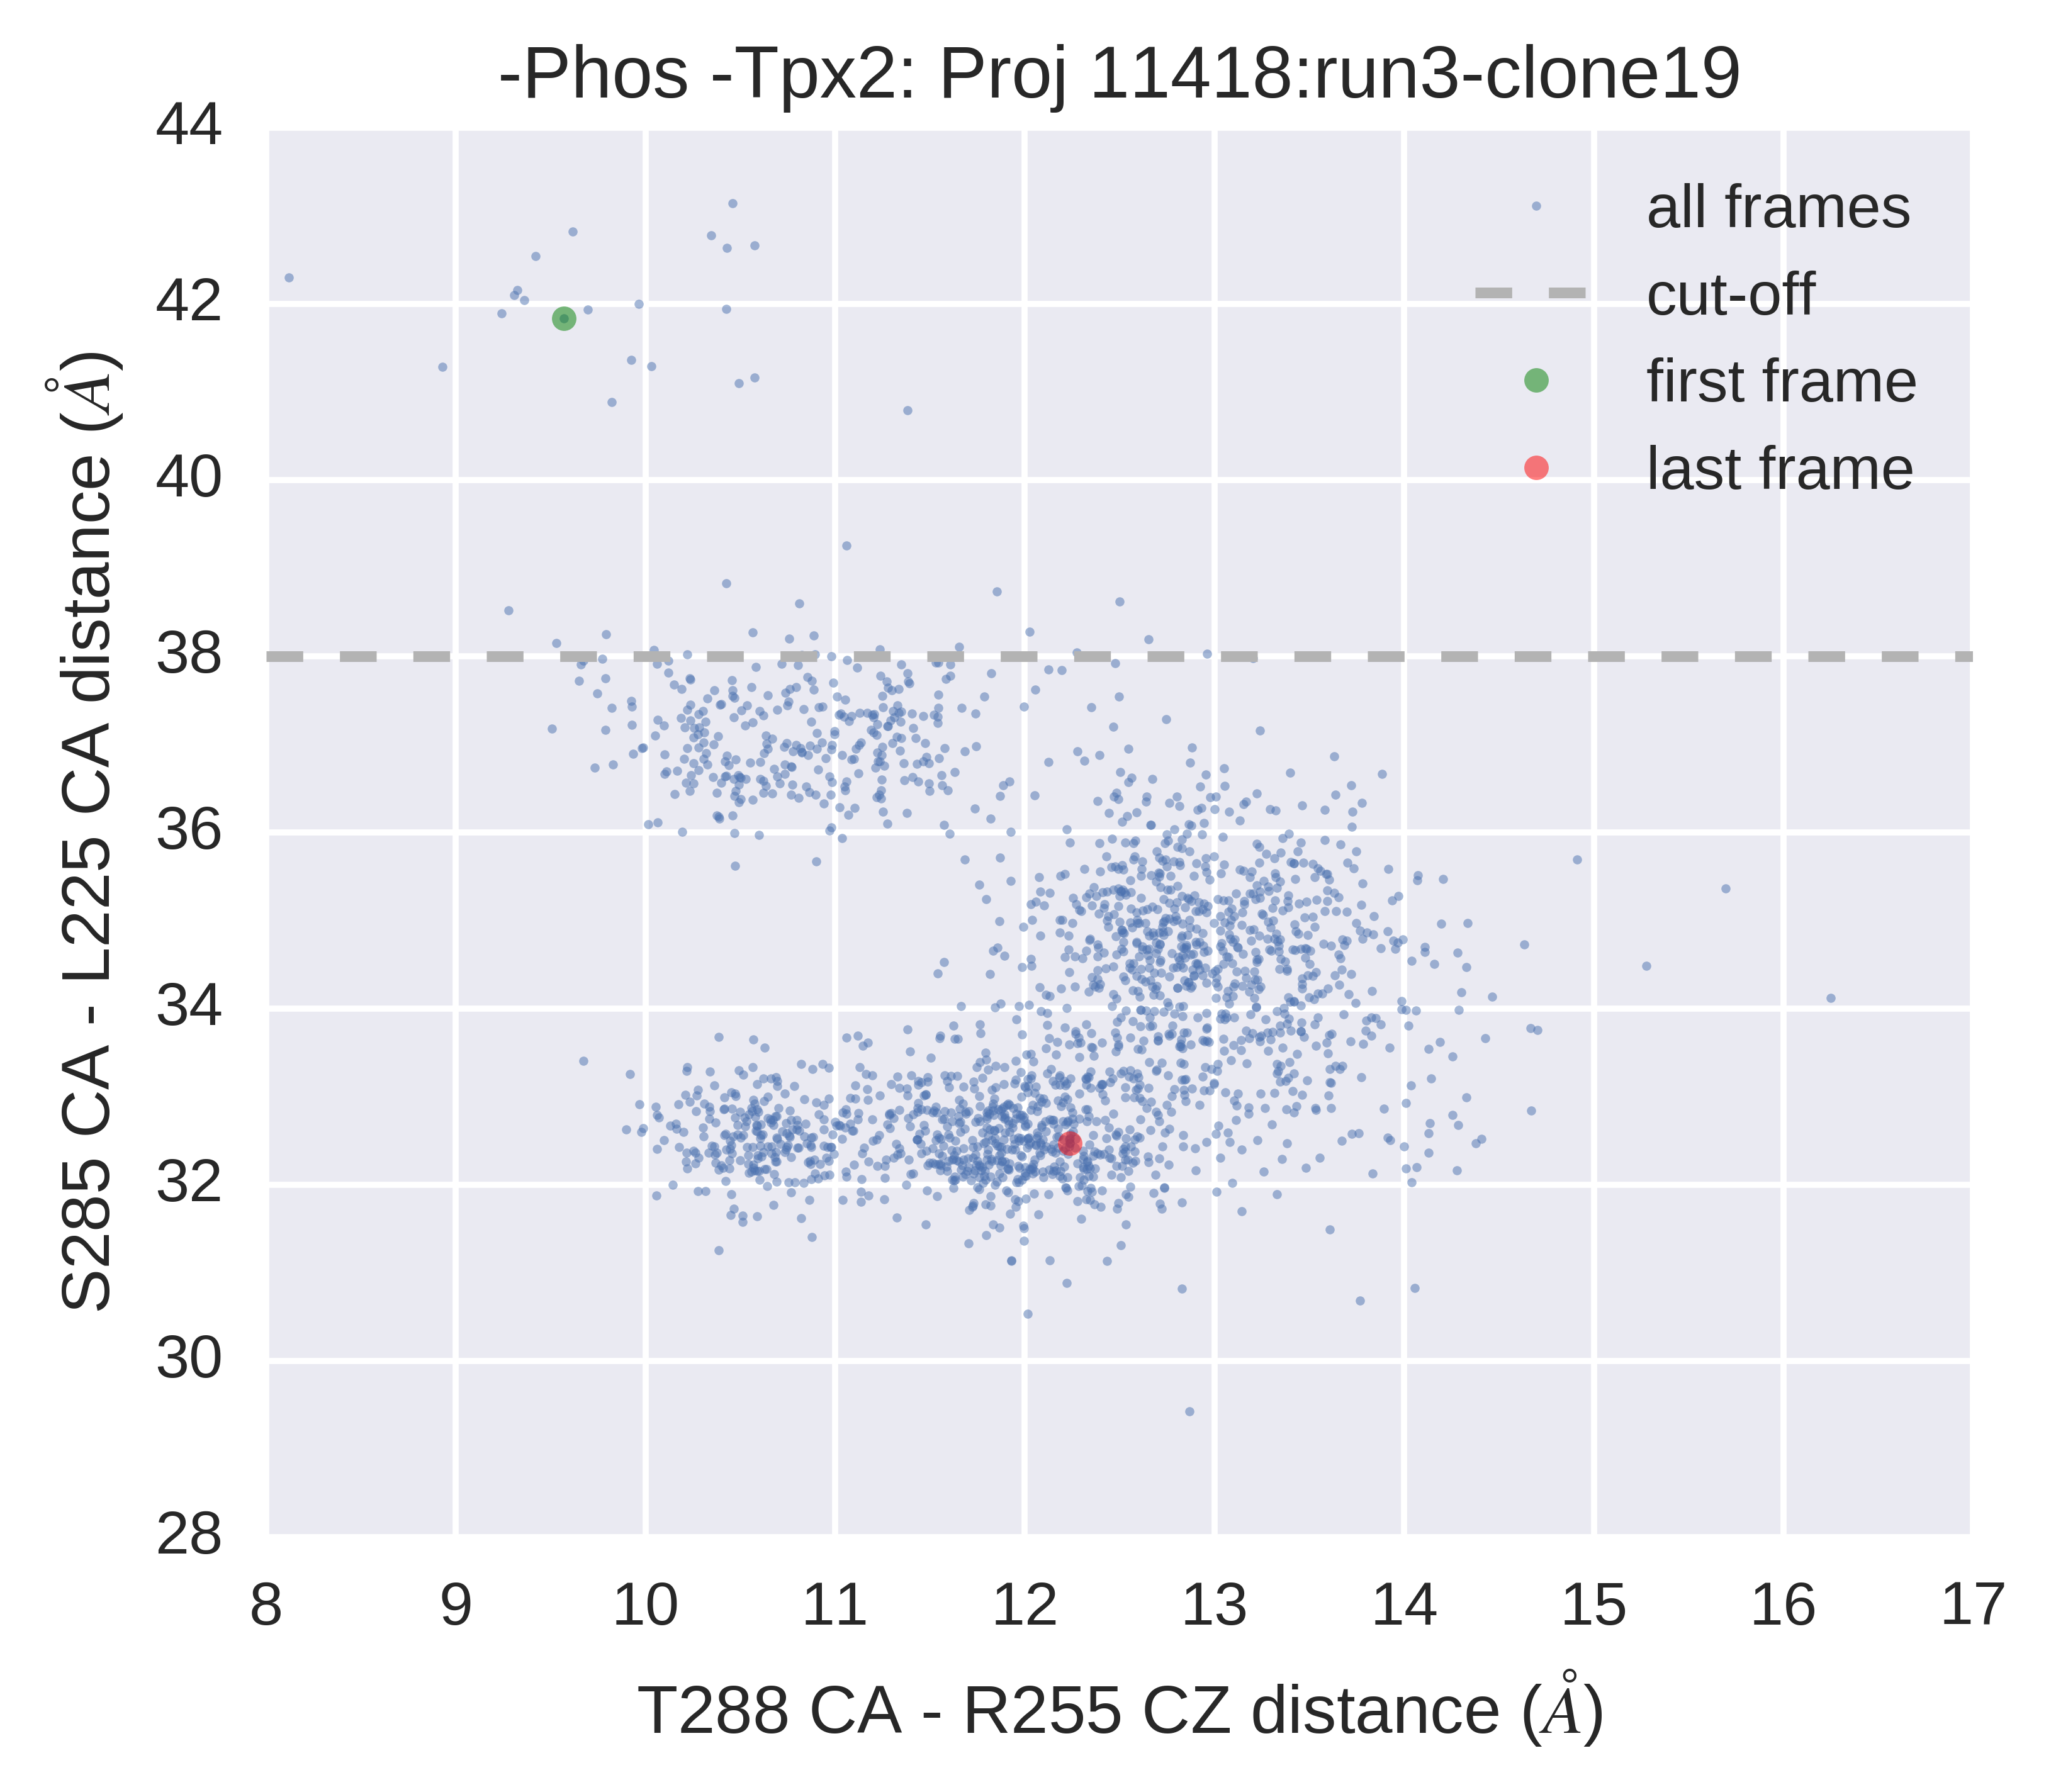 -Phos -Tpx2: Proj 11418:run3-clone19
44
42
40
38
36
34
32
30
28
S285 CA - L225 CA distance (Å)
all frames
cut-off
first frame
last frame
8 9 10 11 12 13 14 15 16 17
T288 CA - R255 CZ distance (Å)